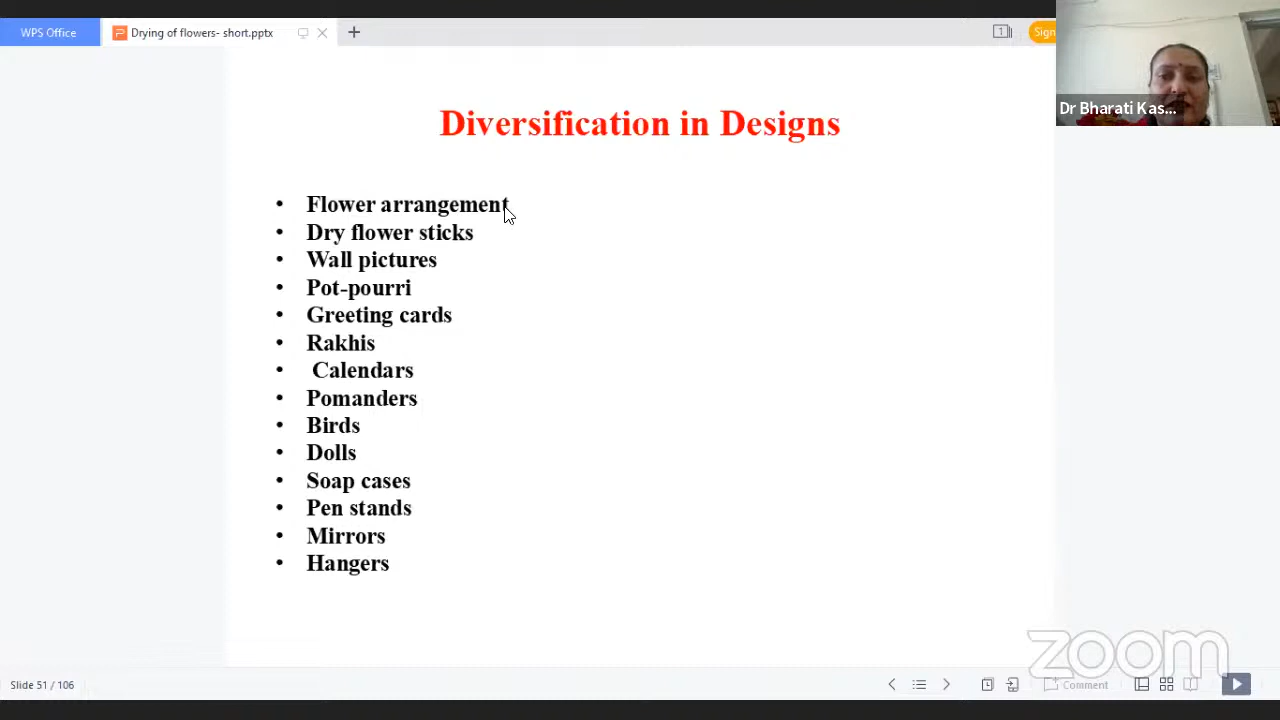 WPS Office
Drying of flowers- short.pptx
1
Sign
Dr Bharati Kas...
Diversification in Designs
• Flower arrangement
• Dry flower sticks
• Wall pictures
• Pot-pourri
• Greeting cards
• Rakhis
• Calendars
• Pomanders
• Birds
• Dolls
• Soap cases
• Pen stands
• Mirrors
• Hangers
zoom
Slide 51 / 106
Comment